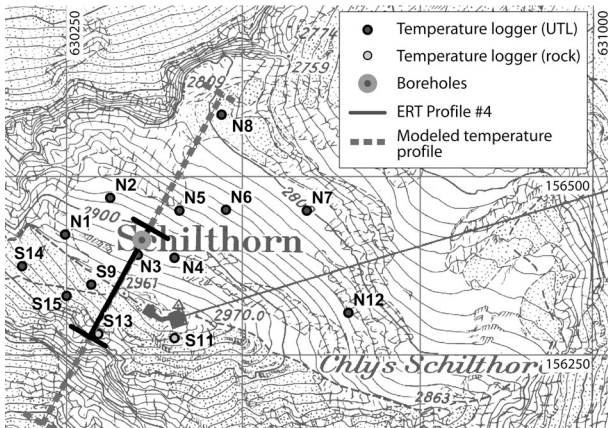 630250
631000
Temperature logger (UTL)
Temperature logger (rock)
Boreholes
ERT Profile #4
Modeled temperature
profile
2774
2759
2809
N8
156500
N2
N5
N6
N7
2900
N1
Schilthorn
S14
N3
N4
S9
2961
S15
N12
2970.0
S13
S11
Chlys Schilthor
156250
2863